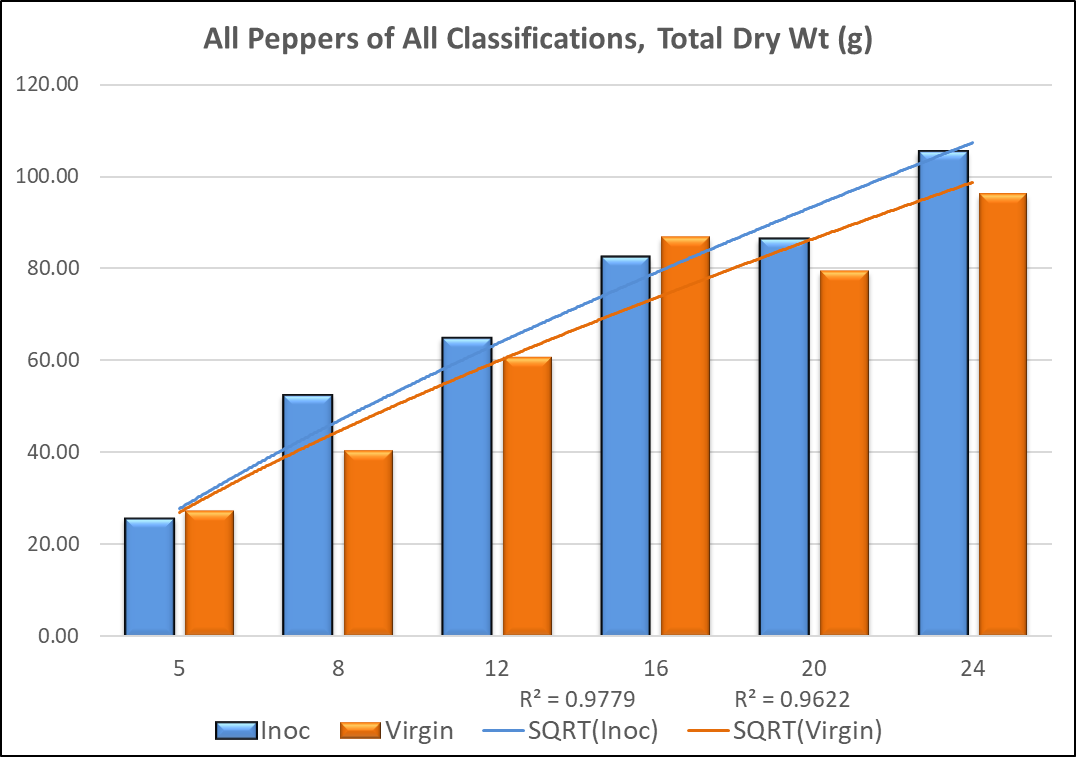 All Peppers of All Classifications, Total Dry Wt (g)
120.00
100.00
80.00
60.00
40.00
20.00
0.00
5 8 12 16 20 24
R² = 0.9779 R² = 0.9622
Inoc Virgin SQRT(Inoc) SQRT(Virgin)